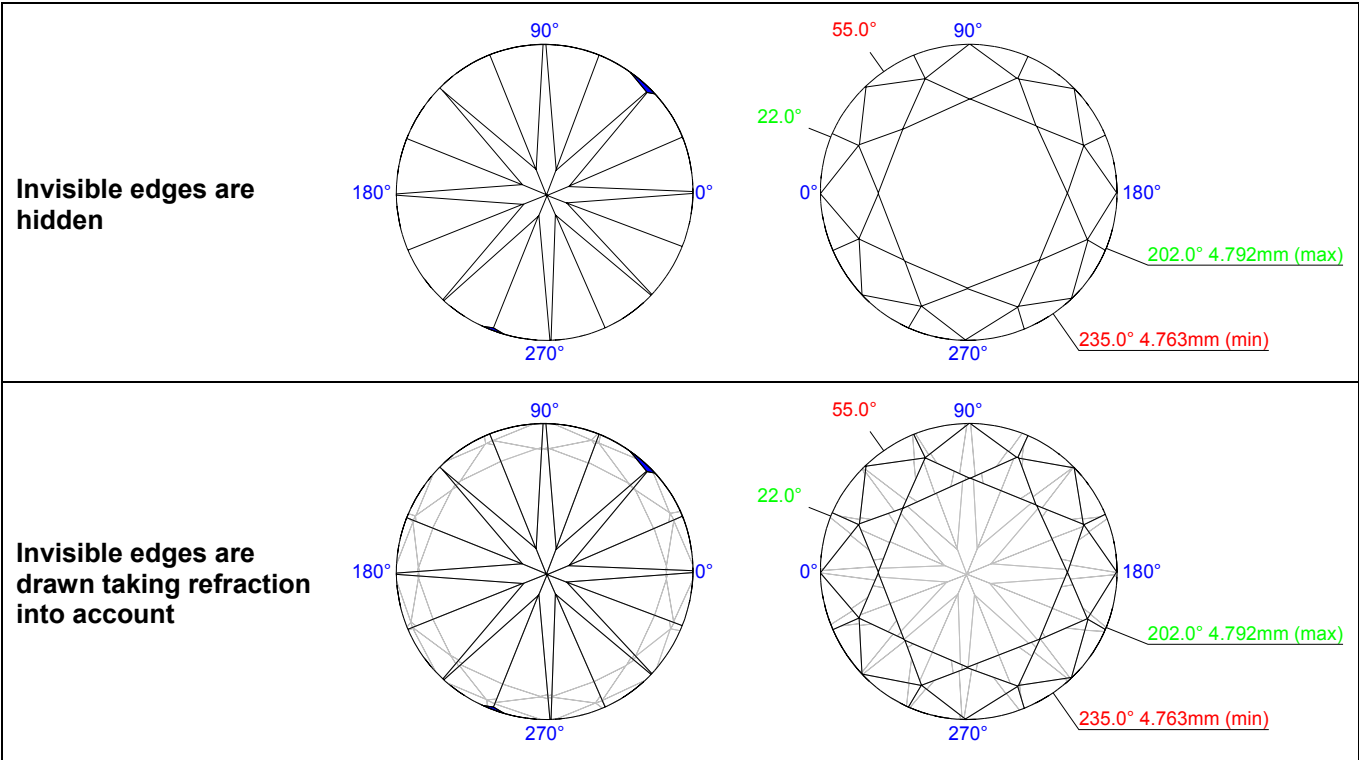 Invisible edges are
hidden
90°
180°
0°
270°
55.0°
90°
22.0°
0°
180°
202.0° 4.792mm (max)
235.0° 4.763mm (min)
270°
Invisible edges are
drawn taking refraction
into account
90°
180°
0°
270°
55.0°
90°
22.0°
0°
180°
202.0° 4.792mm (max)
235.0° 4.763mm (min)
270°